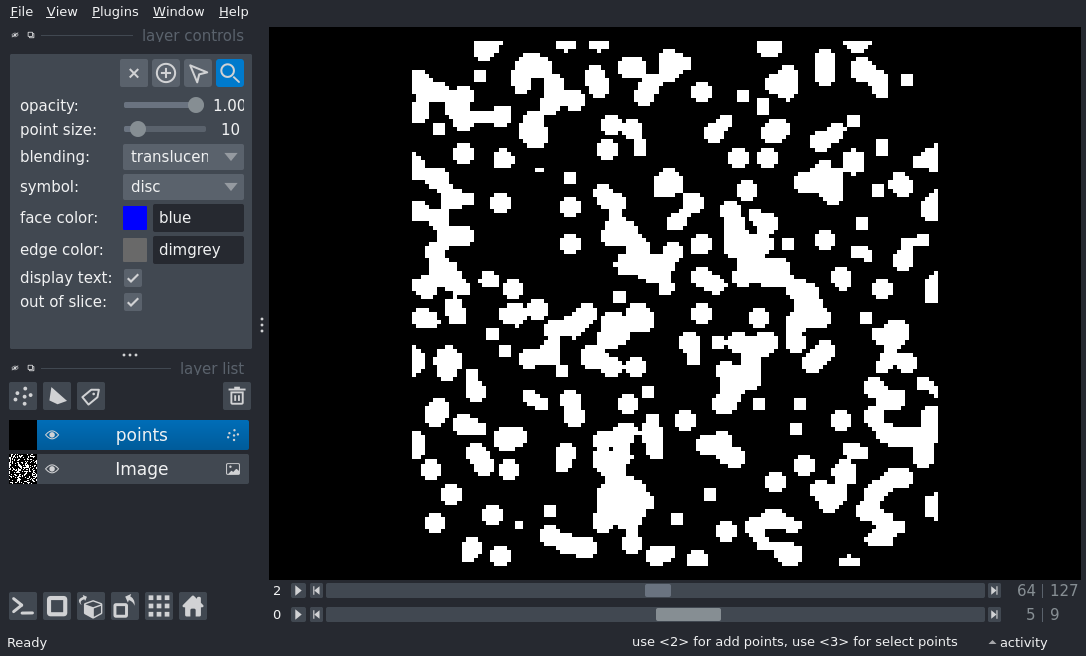 File View Plugins Window Help
layer controls
opacity: 1.00
point size: 10
blending: translucen
symbol: disc
face color: blue
edge color: dimgrey
display text:
out of slice:
layer list
points
Image
2 64 | 127
0 5 | 9
Ready use <2> for add points, use <3> for select points activity